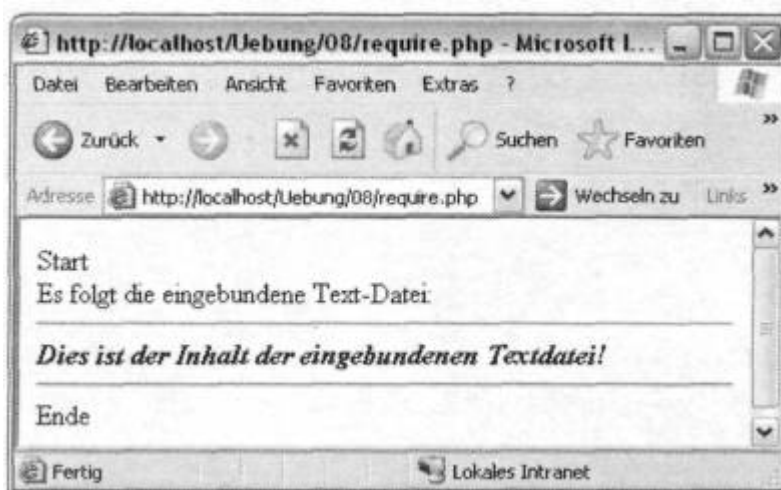 http://localhost/Uebung/08/require.php - Microsoft I...
Datei Bearbeiten Ansicht Favoriten Extras ?
Zurück Suchen Favoriten »
Adresse http://localhost/Uebung/08/require.php Wechseln zu Links »
Start
Es folgt die eingebundene Text-Datei:
Dies ist der Inhalt der eingebundenen Textdatei!
Ende
Fertig Lokales Intranet